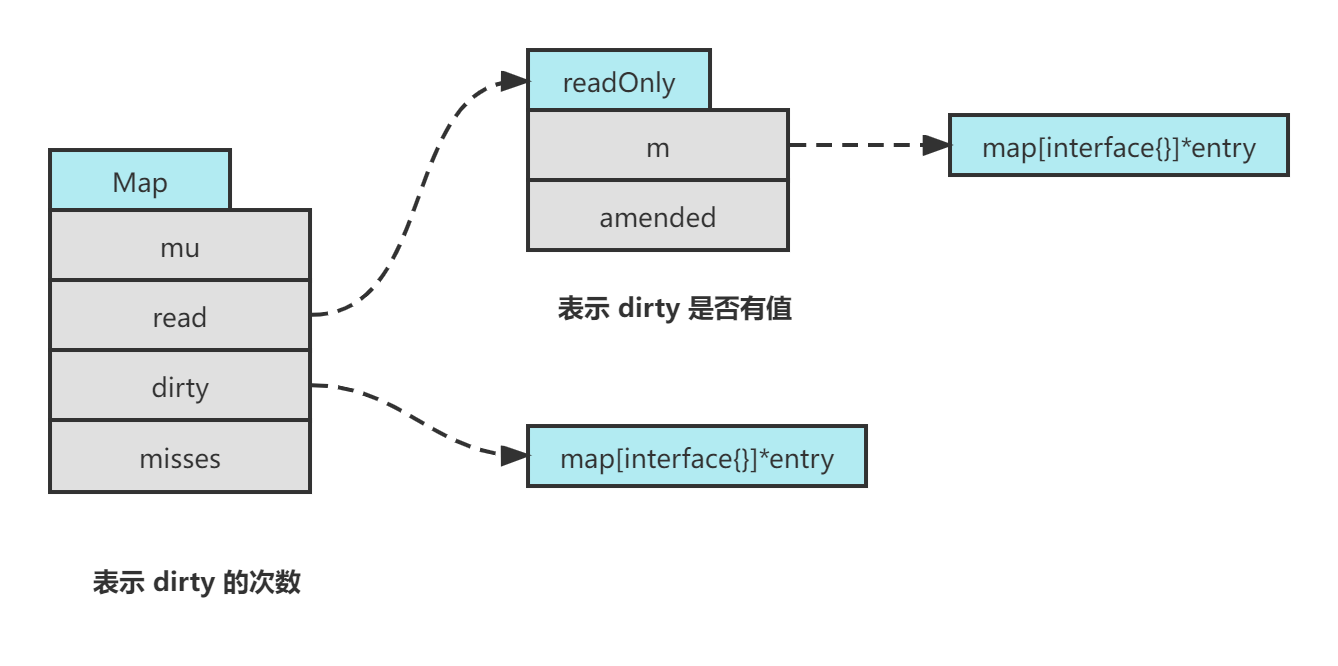 Map
mu
read
dirty
misses
表示 dirty 的次数
readOnly
m
amended
表示 dirty 是否有值
map[interface{}]*entry
map[interface{}]*entry